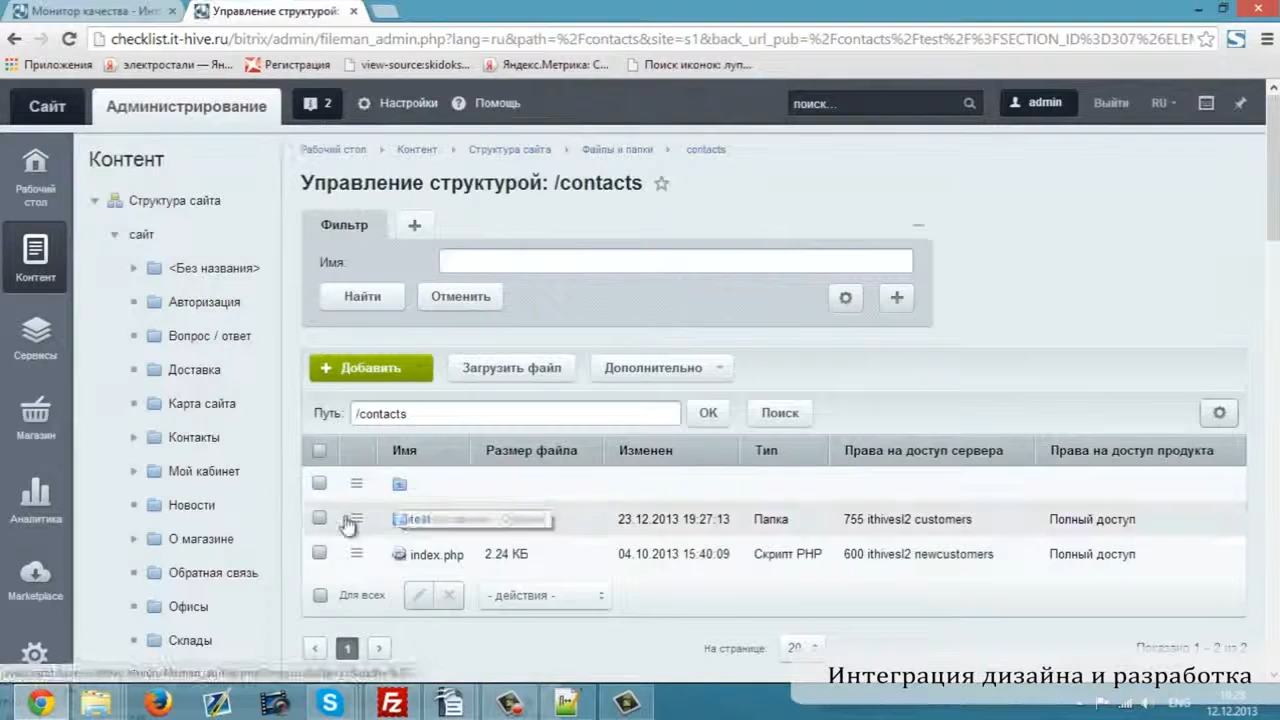 Монитор качества - Инт
Управление структурой:
checklist.it-hive.ru/bitrix/admin/fileman_admin.php?lang=ru&path=%2Fcontacts&site=s1&back_url_pub=%2Fcontacts%2Ftest%2F%3FSECTION_ID%3D307%26ELEM
Приложения электростали — Ян... Регистрация view-source:skidoks... Яндекс.Метрика: С... Поиск иконок: луп...
Сайт Администрирование 2 Настройки Помощь поиск... admin Выйти RU
Рабочий стол Контент Структура сайта Файлы и папки contacts
Управление структурой: /contacts
Контент
Рабочий стол
Контент
Сервисы
Магазин
Аналитика
Marketplace
Структура сайта
сайт
<Без названия>
Авторизация
Вопрос / ответ
Доставка
Карта сайта
Контакты
Мой кабинет
Новости
О магазине
Обратная связь
Офисы
Склады
Фильтр +
Имя:
Найти Отменить
+ Добавить Загрузить файл Дополнительно
Путь: /contacts OK Поиск
Имя Размер файла Изменен Тип Права на доступ сервера Права на доступ продукта
test 23.12.2013 19:27:13 Папка 755 ithivesl2 customers Полный доступ
index.php 2.24 КБ 04.10.2013 15:40:09 Скрипт PHP 600 ithivesl2 newcustomers Полный доступ
Для всех - действия -
1 На странице: 20 Показано 1 – 2 из 2
Интеграция дизайна и разработка
ENG
12.12.2013